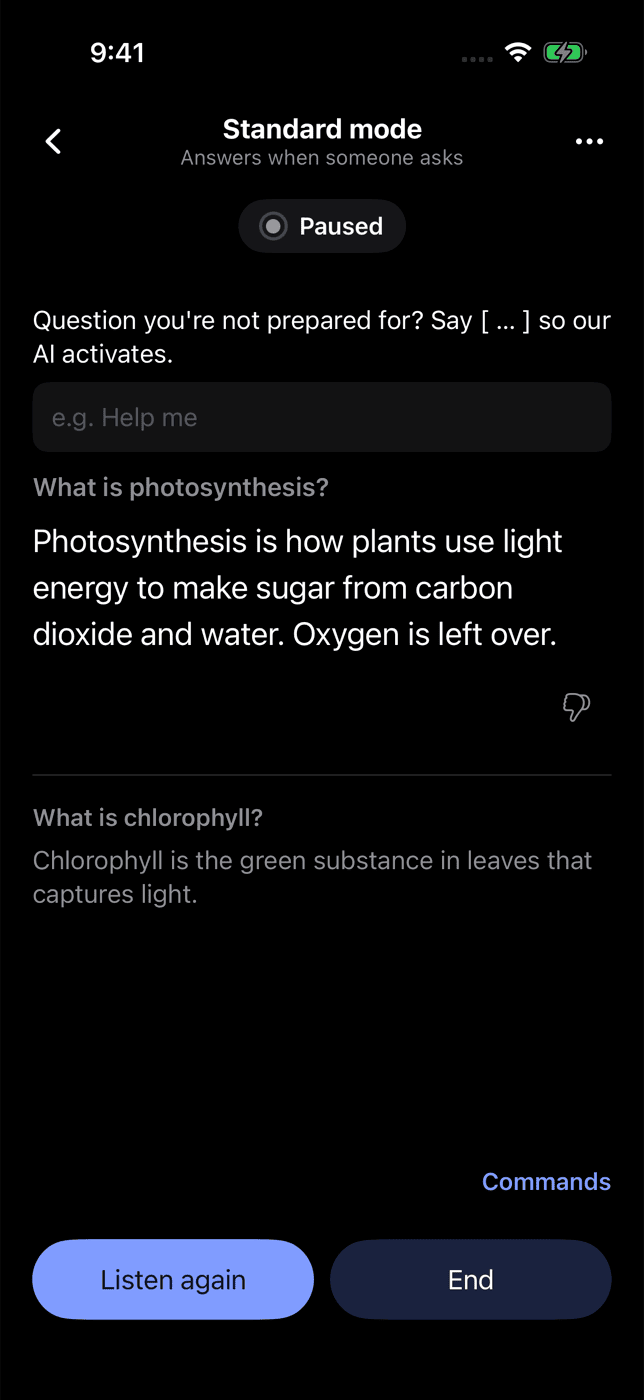 9:41
Standard mode
Answers when someone asks
Paused
Question you're not prepared for? Say [ ... ] so our
AI activates.
e.g. Help me
What is photosynthesis?
Photosynthesis is how plants use light
energy to make sugar from carbon
dioxide and water. Oxygen is left over.
What is chlorophyll?
Chlorophyll is the green substance in leaves that
captures light.
Commands
Listen again
End